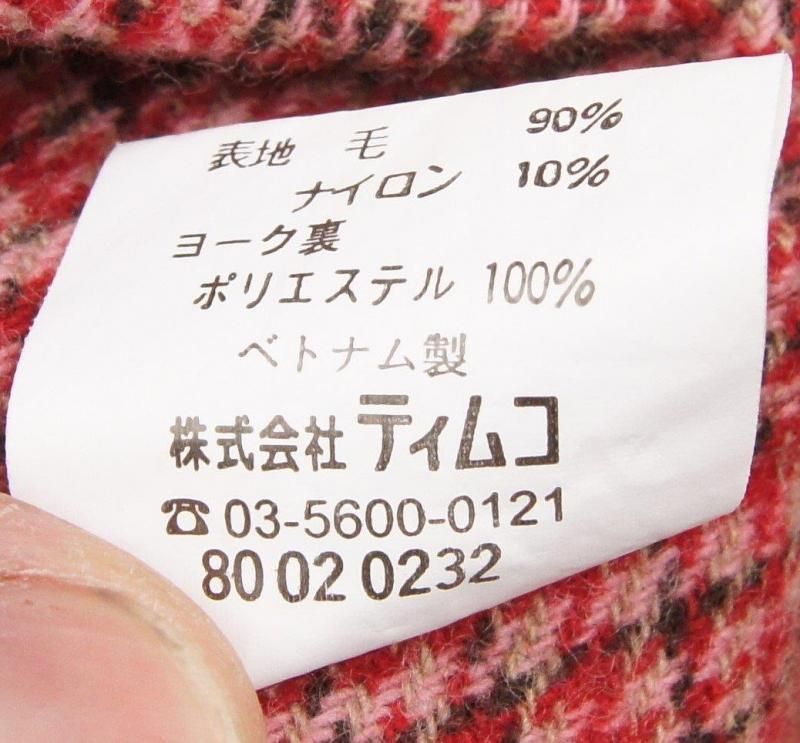 表地 毛 90%
ナイロン 10%
ヨーク裏
ポリエステル 100%
ベトナム製
株式会社ティムコ
☎03-5600-0121
80 02 0232